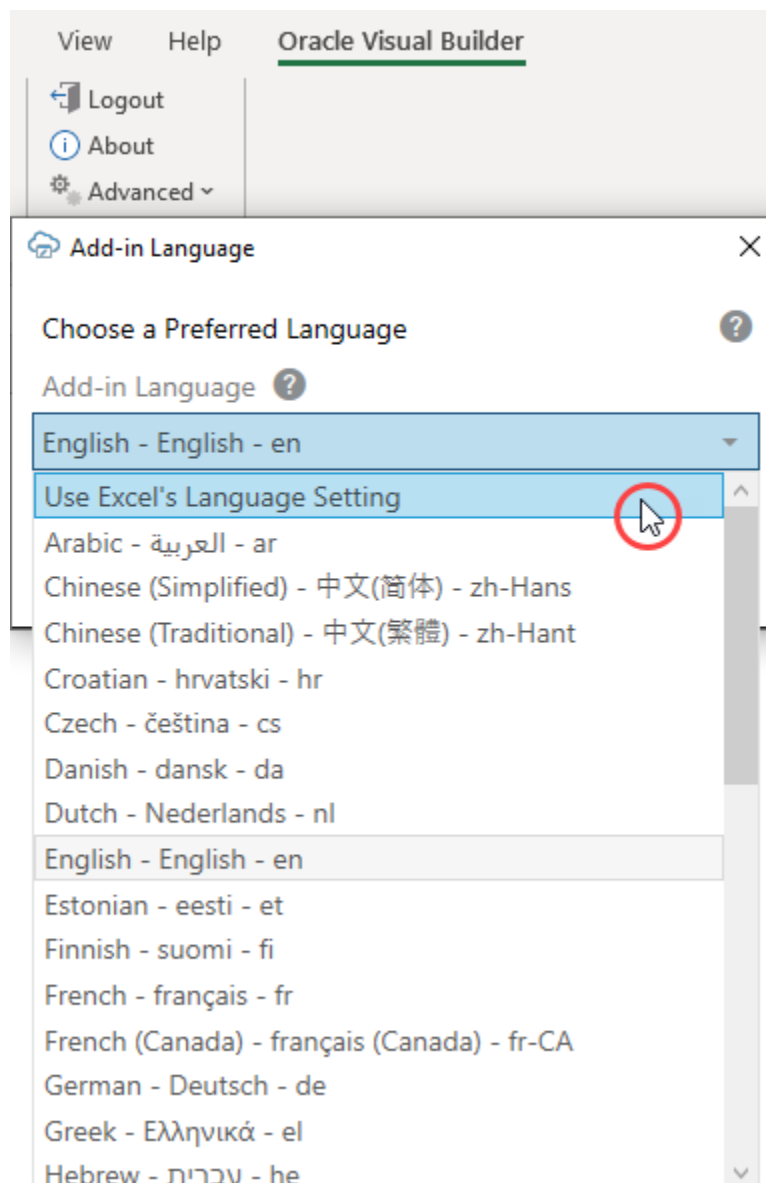 View Help Oracle Visual Builder
Logout
i About
Advanced
Add-in Language
Choose a Preferred Language ?
Add-in Language ?
English - English - en
Use Excel's Language Setting
Arabic - العربية - ar
Chinese (Simplified) - 中文(简体) - zh-Hans
Chinese (Traditional) - 中文(繁體) - zh-Hant
Croatian - hrvatski - hr
Czech - čeština - cs
Danish - dansk - da
Dutch - Nederlands - nl
English - English - en
Estonian - eesti - et
Finnish - suomi - fi
French - français - fr
French (Canada) - français (Canada) - fr-CA
German - Deutsch - de
Greek - Ελληνικά - el
Hebrew - עברית - he